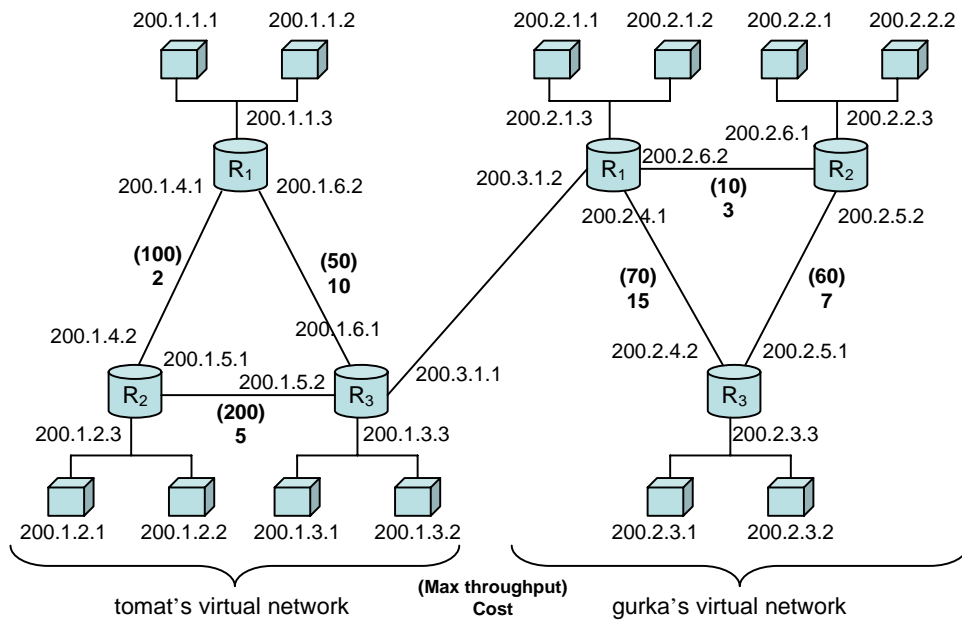 200.1.1.1 200.1.1.2 200.2.1.1 200.2.1.2 200.2.2.1 200.2.2.2
200.1.1.3 200.2.1.3 200.2.6.1 200.2.2.3
R1 R1 200.2.6.2 R2
200.1.4.1 200.1.6.2 200.3.1.2 (10) 200.2.5.2
3
200.2.4.1
(100) (50) (70) (60)
2 10 15 7
200.1.6.1
200.1.4.2 200.1.5.1 200.2.4.2 200.2.5.1
200.1.5.2 200.3.1.1
R2 R3 R3
(200)
5
200.1.2.3 200.1.3.3 200.2.3.3
200.1.2.1 200.1.2.2 200.1.3.1 200.1.3.2 200.2.3.1 200.2.3.2
(Max throughput)
Cost
tomat's virtual network gurka's virtual network